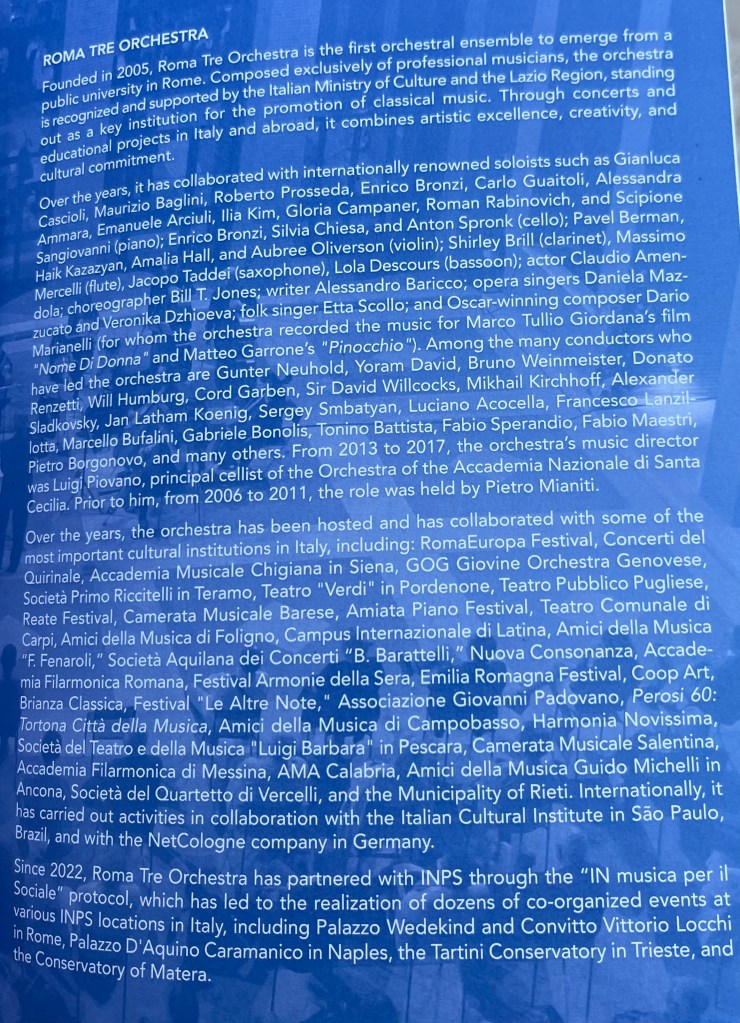 ROMA TRE ORCHESTRA
Founded in 2005, Roma Tre Orchestra is the first orchestral ensemble to emerge from a
public university in Rome. Composed exclusively of professional musicians, the orchestra
is recognized and supported by the Italian Ministry of Culture and the Lazio Region, standing
out as a key institution for the promotion of classical music. Through concerts and
educational projects in Italy and abroad, it combines artistic excellence, creativity, and
cultural commitment.
Over the years, it has collaborated with internationally renowned soloists such as Gianluca
Cascioli, Maurizio Baglini, Roberto Prosseda, Enrico Bronzi, Carlo Guaitoli, Alessandra
Ammara, Emanuele Arciuli, Ilia Kim, Gloria Campaner, Roman Rabinovich, and Scipione
Sangiovanni (piano); Enrico Bronzi, Silvia Chiesa, and Anton Spronk (cello); Pavel Berman,
Haik Kazazyan, Amalia Hall, and Aubree Oliverson (violin); Shirley Brill (clarinet), Massimo
Mercelli (flute), Jacopo Taddei (saxophone), Lola Descours (bassoon); actor Claudio Amen-
dola; choreographer Bill T. Jones; writer Alessandro Baricco; opera singers Daniela Maz-
zucato and Veronika Dzhioeva; folk singer Etta Scollo; and Oscar-winning composer Dario
Marianelli (for whom the orchestra recorded the music for Marco Tullio Giordana's film
"Nome Di Donna" and Matteo Garrone's "Pinocchio"). Among the many conductors who
have led the orchestra are Gunter Neuhold, Yoram David, Bruno Weinmeister, Donato
Renzetti, Will Humburg, Cord Garben, Sir David Willcocks, Mikhail Kirchhoff, Alexander
Sladkovsky, Jan Latham Koenig, Sergey Smbatyan, Luciano Acocella, Francesco Lanzil-
lotta, Marcello Bufalini, Gabriele Bonolis, Tonino Battista, Fabio Sperandio, Fabio Maestri,
Pietro Borgonovo, and many others. From 2013 to 2017, the orchestra's music director
was Luigi Piovano, principal cellist of the Orchestra of the Accademia Nazionale di Santa
Cecilia. Prior to him, from 2006 to 2011, the role was held by Pietro Mianiti.
Over the years, the orchestra has been hosted and has collaborated with some of the
most important cultural institutions in Italy, including: RomaEuropa Festival, Concerti del
Quirinale, Accademia Musicale Chigiana in Siena, GOG Giovine Orchestra Genovese,
Società Primo Riccitelli in Teramo, Teatro "Verdi" in Pordenone, Teatro Pubblico Pugliese,
Reate Festival, Camerata Musicale Barese, Amiata Piano Festival, Teatro Comunale di
Carpi, Amici della Musica di Foligno, Campus Internazionale di Latina, Amici della Musica
"F. Fenaroli," Società Aquilana dei Concerti "B. Barattelli," Nuova Consonanza, Accade-
mia Filarmonica Romana, Festival Armonie della Sera, Emilia Romagna Festival, Coop Art,
Brianza Classica, Festival "Le Altre Note," Associazione Giovanni Padovano, Perosi 60:
Tortona Città della Musica, Amici della Musica di Campobasso, Harmonia Novissima,
Società del Teatro e della Musica "Luigi Barbara" in Pescara, Camerata Musicale Salentina,
Accademia Filarmonica di Messina, AMA Calabria, Amici della Musica Guido Michelli in
Ancona, Società del Quartetto di Vercelli, and the Municipality of Rieti. Internationally, it
has carried out activities in collaboration with the Italian Cultural Institute in São Paulo,
Brazil, and with the NetCologne company in Germany.
Since 2022, Roma Tre Orchestra has partnered with INPS through the "IN musica per il
Sociale" protocol, which has led to the realization of dozens of co-organized events at
various INPS locations in Italy, including Palazzo Wedekind and Convitto Vittorio Locchi
in Rome, Palazzo D'Aquino Caramanico in Naples, the Tartini Conservatory in Trieste, and
the Conservatory of Matera.